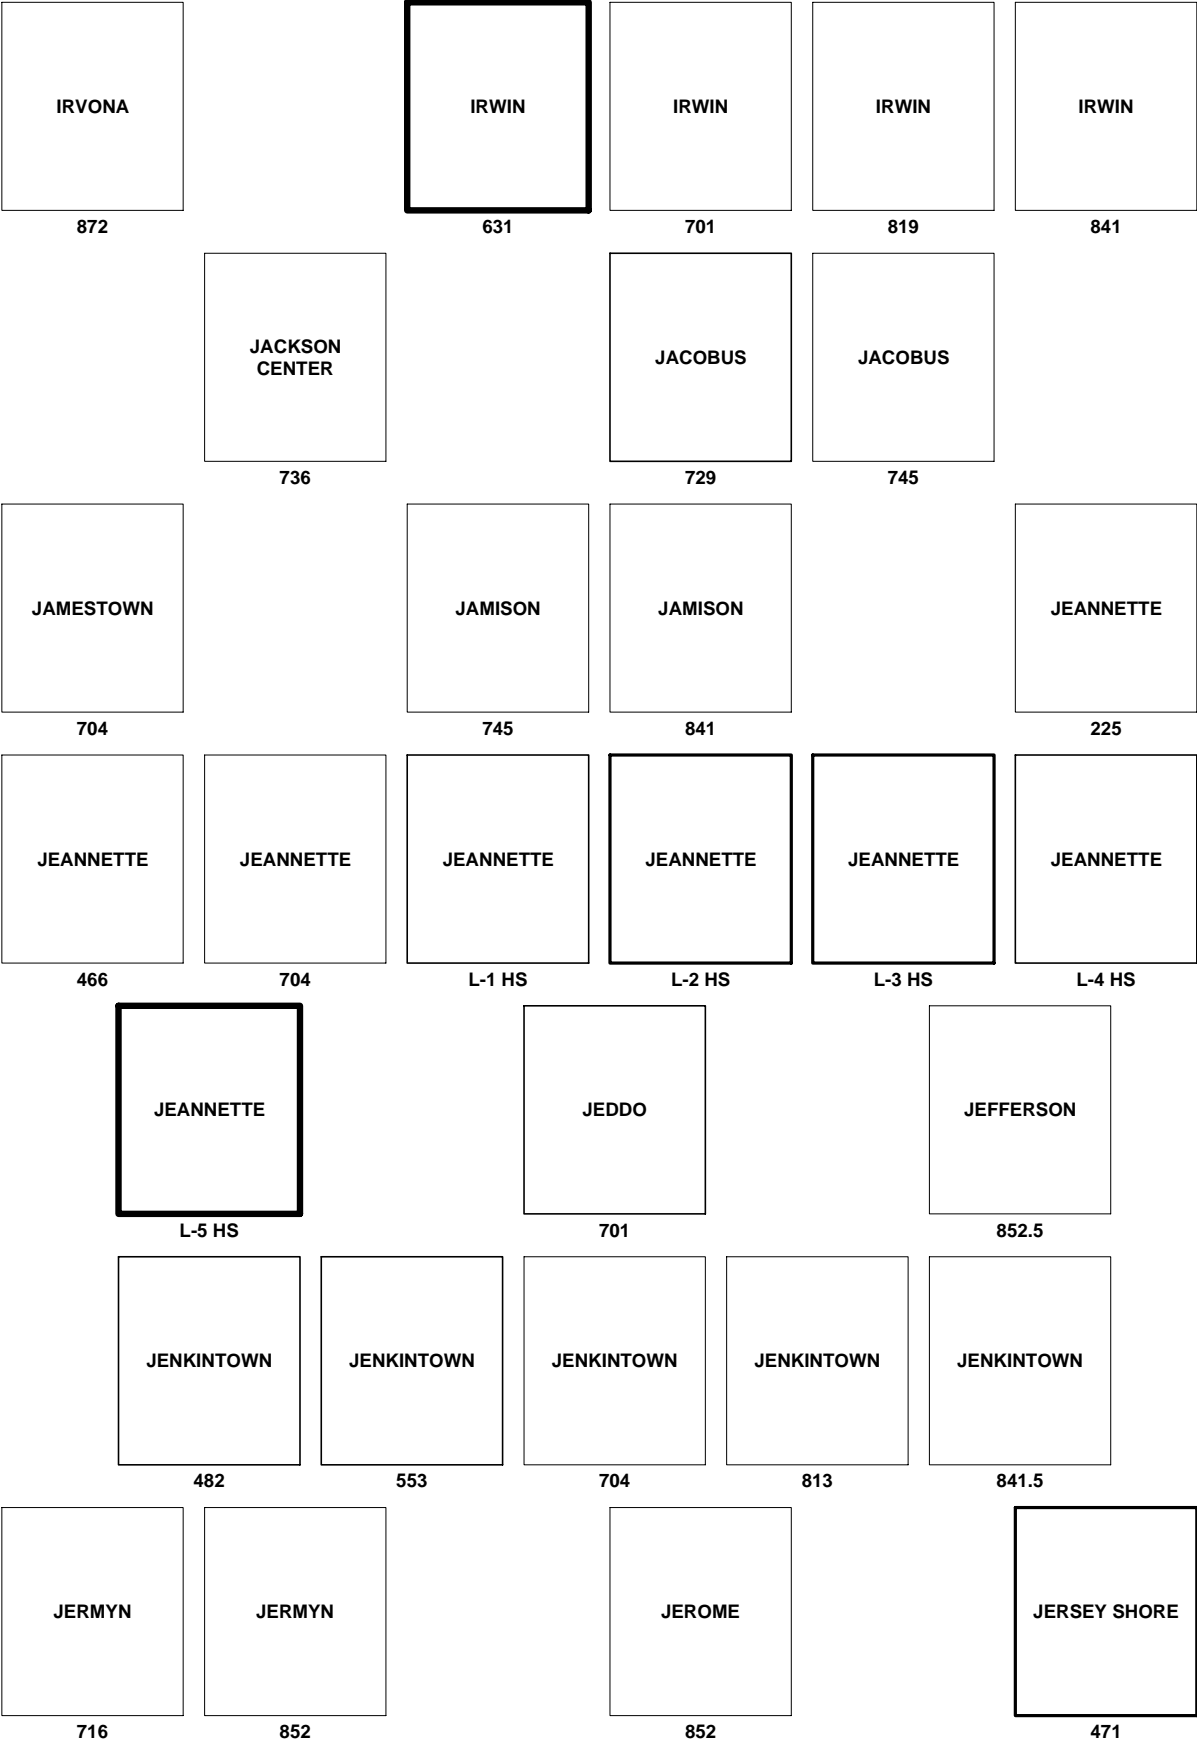 IRVONA
IRWIN
IRWIN
IRWIN
IRWIN
872
631
701
819
841
JACKSON
CENTER
JACOBUS
JACOBUS
736
729
745
JAMESTOWN
JAMISON
JAMISON
JEANNETTE
704
745
841
225
JEANNETTE
JEANNETTE
JEANNETTE
JEANNETTE
JEANNETTE
JEANNETTE
466
704
L-1 HS
L-2 HS
L-3 HS
L-4 HS
JEANNETTE
JEDDO
JEFFERSON
L-5 HS
701
852.5
JENKINTOWN
JENKINTOWN
JENKINTOWN
JENKINTOWN
JENKINTOWN
482
553
704
813
841.5
JERMYN
JERMYN
JEROME
JERSEY SHORE
716
852
852
471